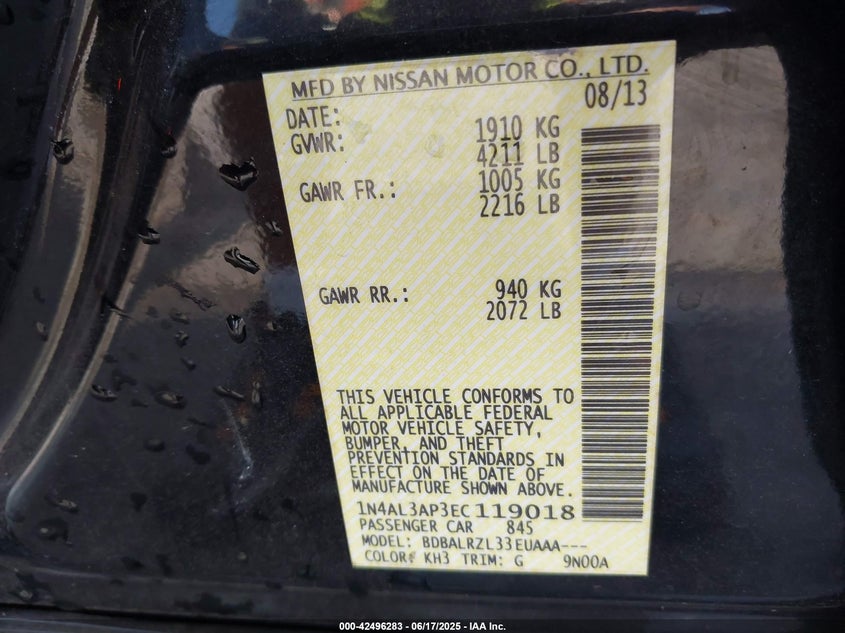 MFD BY NISSAN MOTOR CO., LTD.
DATE: 08/13
GVWR: 1910 KG
4211 LB
GAWR FR.: 1005 KG
2216 LB
GAWR RR.: 940 KG
2072 LB
THIS VEHICLE CONFORMS TO
ALL APPLICABLE FEDERAL
MOTOR VEHICLE SAFETY,
BUMPER, AND THEFT
PREVENTION STANDARDS IN
EFFECT ON THE DATE OF
MANUFACTURE SHOWN ABOVE.
1N4AL3AP3EC119018
PASSENGER CAR 845
MODEL: BDBALRZL33EUAAA---
COLOR: KH3 TRIM: G 9N00A
000-42496283 - 06/17/2025 - IAA Inc.